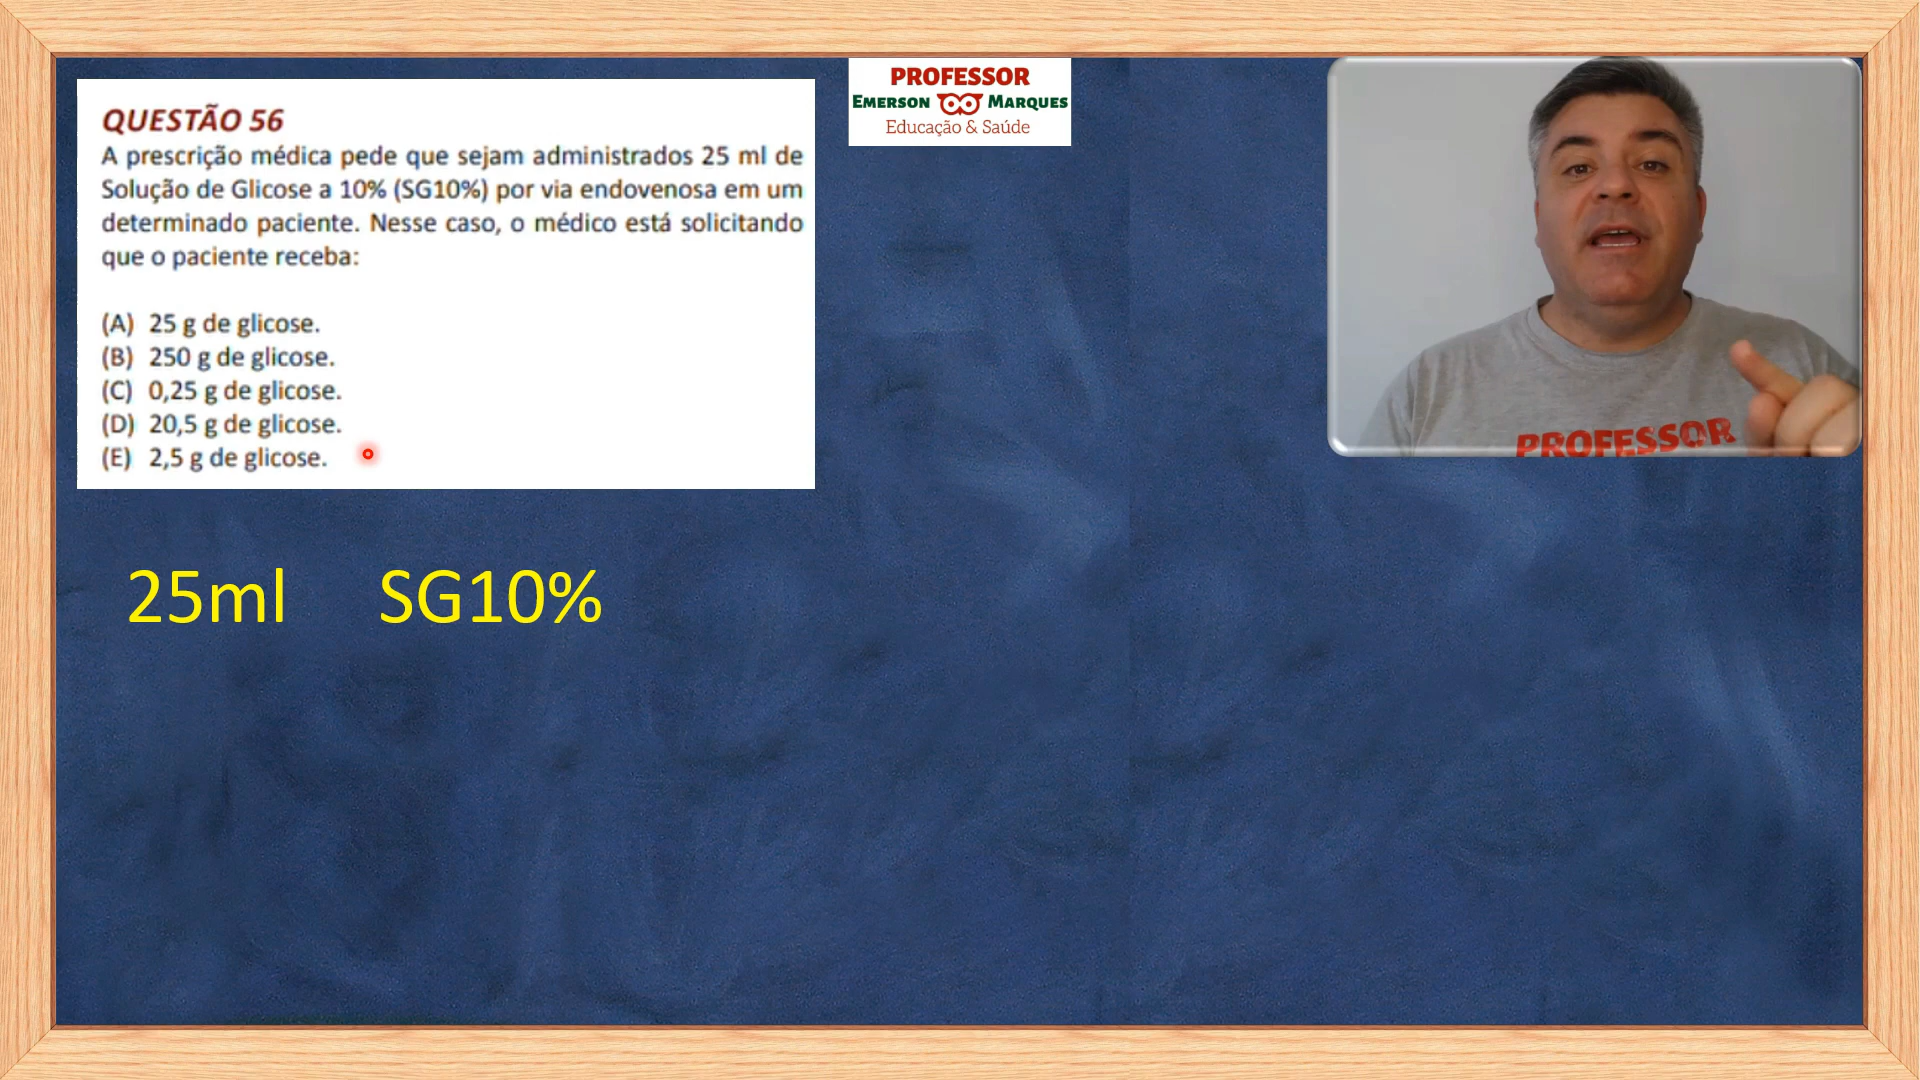 QUESTÃO 56
A prescrição médica pede que sejam administrados 25 ml de
Solução de Glicose a 10% (SG10%) por via endovenosa em um
determinado paciente. Nesse caso, o médico está solicitando
que o paciente receba:
(A) 25 g de glicose.
(B) 250 g de glicose.
(C) 0,25 g de glicose.
(D) 20,5 g de glicose.
(E) 2,5 g de glicose.
PROFESSOR
EMERSON MARQUES
Educação & Saúde
PROFESSOR
25ml SG10%